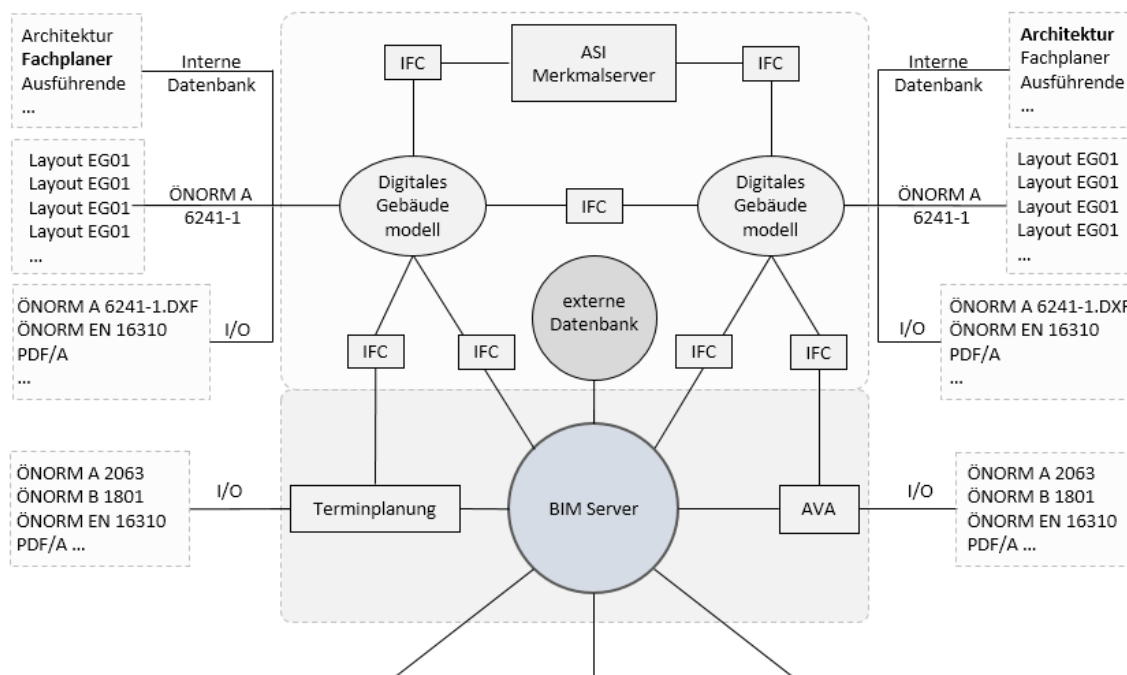 Architektur
Fachplaner
Ausführende
...
Interne
Datenbank
Layout EG01
Layout EG01
Layout EG01
Layout EG01
...
ÖNORM A
6241-1
ÖNORM A 6241-1.DXF
ÖNORM EN 16310
PDF/A
...
I/O
ÖNORM A 2063
ÖNORM B 1801
ÖNORM EN 16310
PDF/A ...
I/O
IFC
ASI
Merkmalserver
IFC
Digitales
Gebäude
modell
IFC
Digitales
Gebäude
modell
externe
Datenbank
IFC
IFC
IFC
IFC
Terminplanung
BIM Server
AVA
Interne
Datenbank
Architektur
Fachplaner
Ausführende
...
ÖNORM A
6241-1
Layout EG01
Layout EG01
Layout EG01
Layout EG01
...
I/O
ÖNORM A 6241-1.DXF
ÖNORM EN 16310
PDF/A
...
I/O
ÖNORM A 2063
ÖNORM B 1801
ÖNORM EN 16310
PDF/A ...